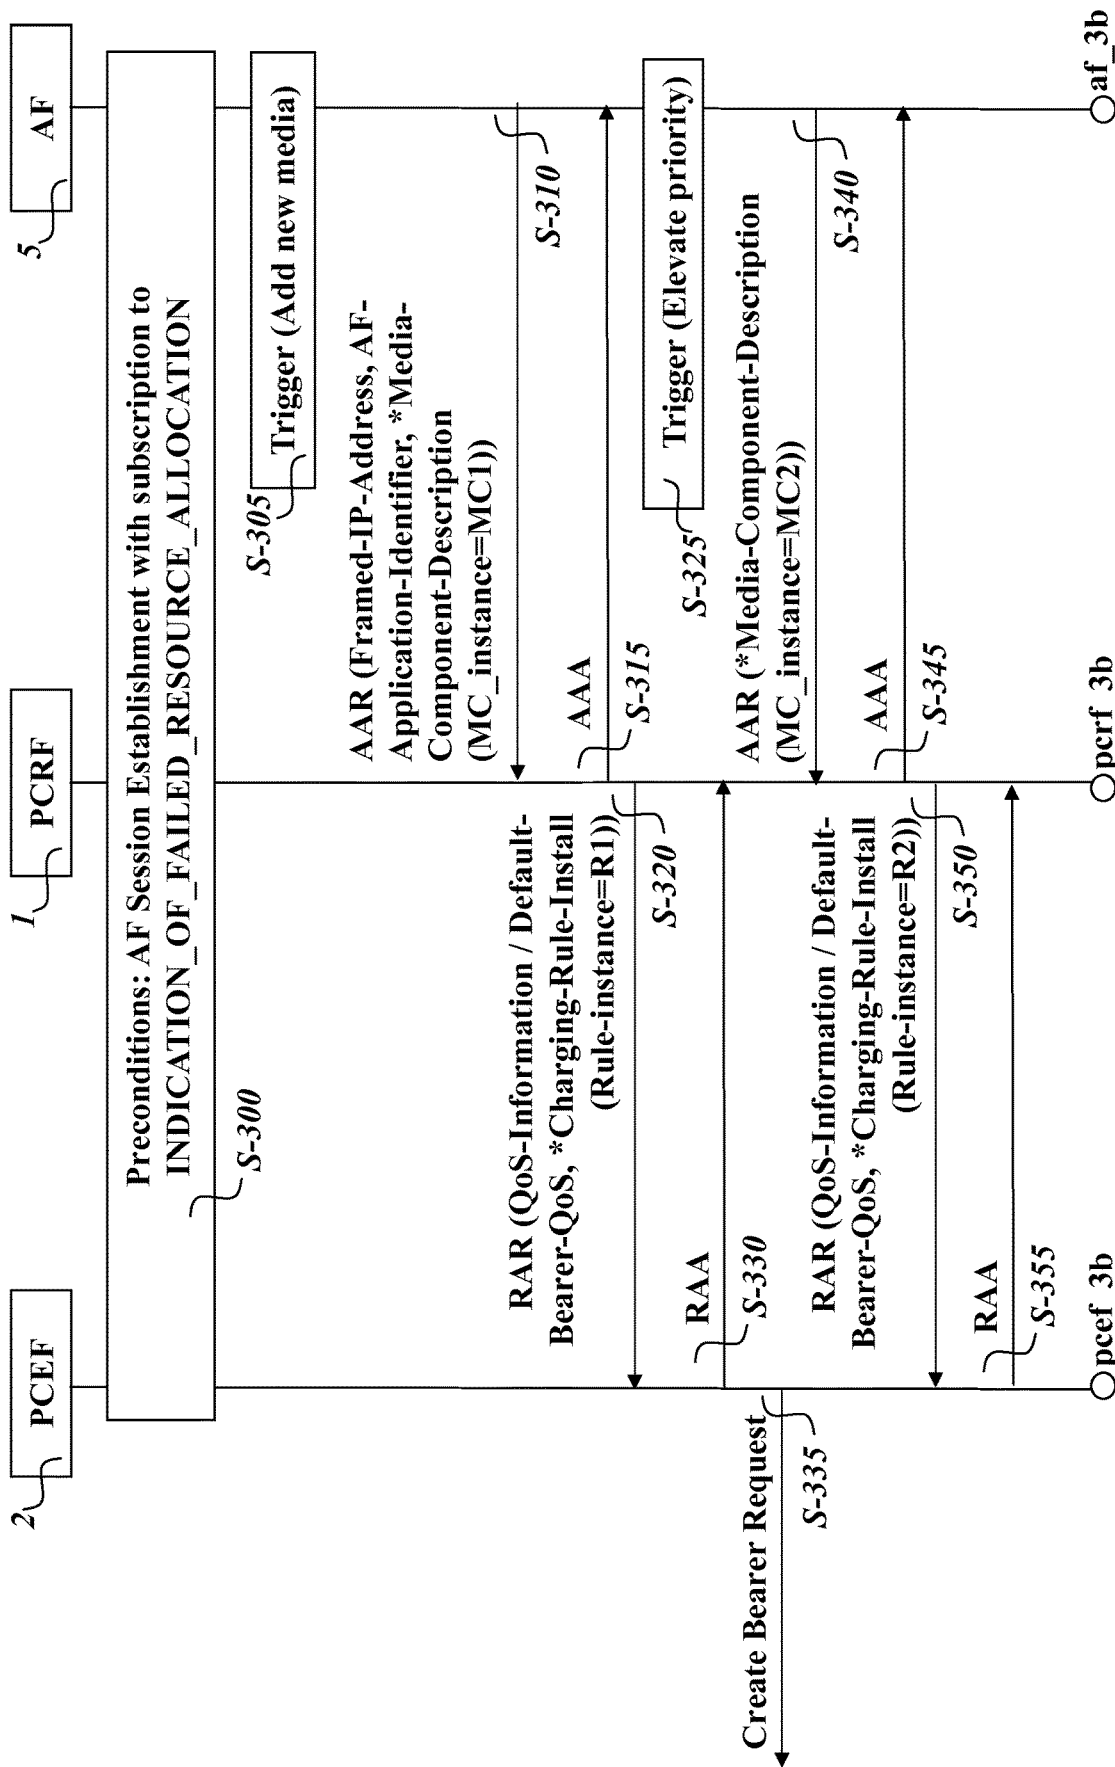 2
PCEF
1
PCRF
5
AF
Preconditions: AF Session Establishment with subscription to
INDICATION_OF_FAILED_RESOURCE_ALLOCATION
S-300
S-305
Trigger (Add new media)
AAR (Framed-IP-Address, AF-
Application-Identifier, *Media-
Component-Description
(MC_instance=MC1))
S-310
AAA
S-315
RAR (QoS-Information / Default-
Bearer-QoS, *Charging-Rule-Install
(Rule-instance=R1))
S-320
Trigger (Elevate priority)
S-325
RAA
S-330
Create Bearer Request
S-335
AAR (*Media-Component-Description
(MC_instance=MC2))
S-340
AAA
S-345
RAR (QoS-Information / Default-
Bearer-QoS, *Charging-Rule-Install
(Rule-instance=R2))
S-350
RAA
S-355
pcef_3b
pcrf_3b
af_3b